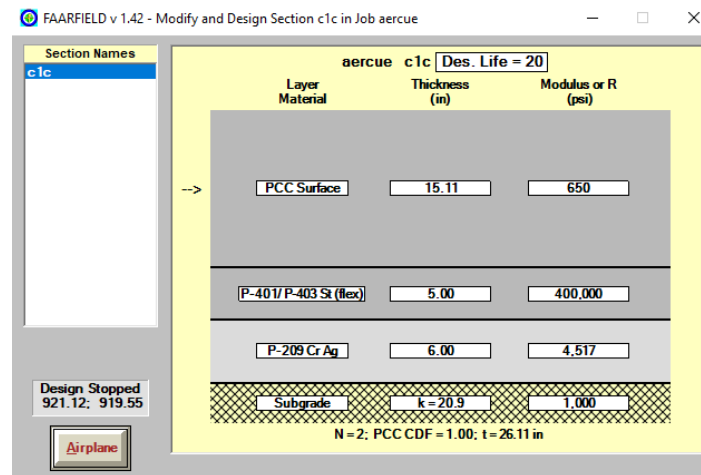 FAARFIELD v 1.42 - Modify and Design Section c1c in Job aercue
Section Names
c1c
aercue c1c Des. Life = 20
Layer Material Thickness (in) Modulus or R (psi)
--> PCC Surface 15.11 650
P-401/ P-403 St (flex) 5.00 400,000
P-209 Cr Ag 6.00 4,517
Subgrade k = 20.9 1,000
N = 2; PCC CDF = 1.00; t = 26.11 in
Design Stopped
921.12; 919.55
Airplane